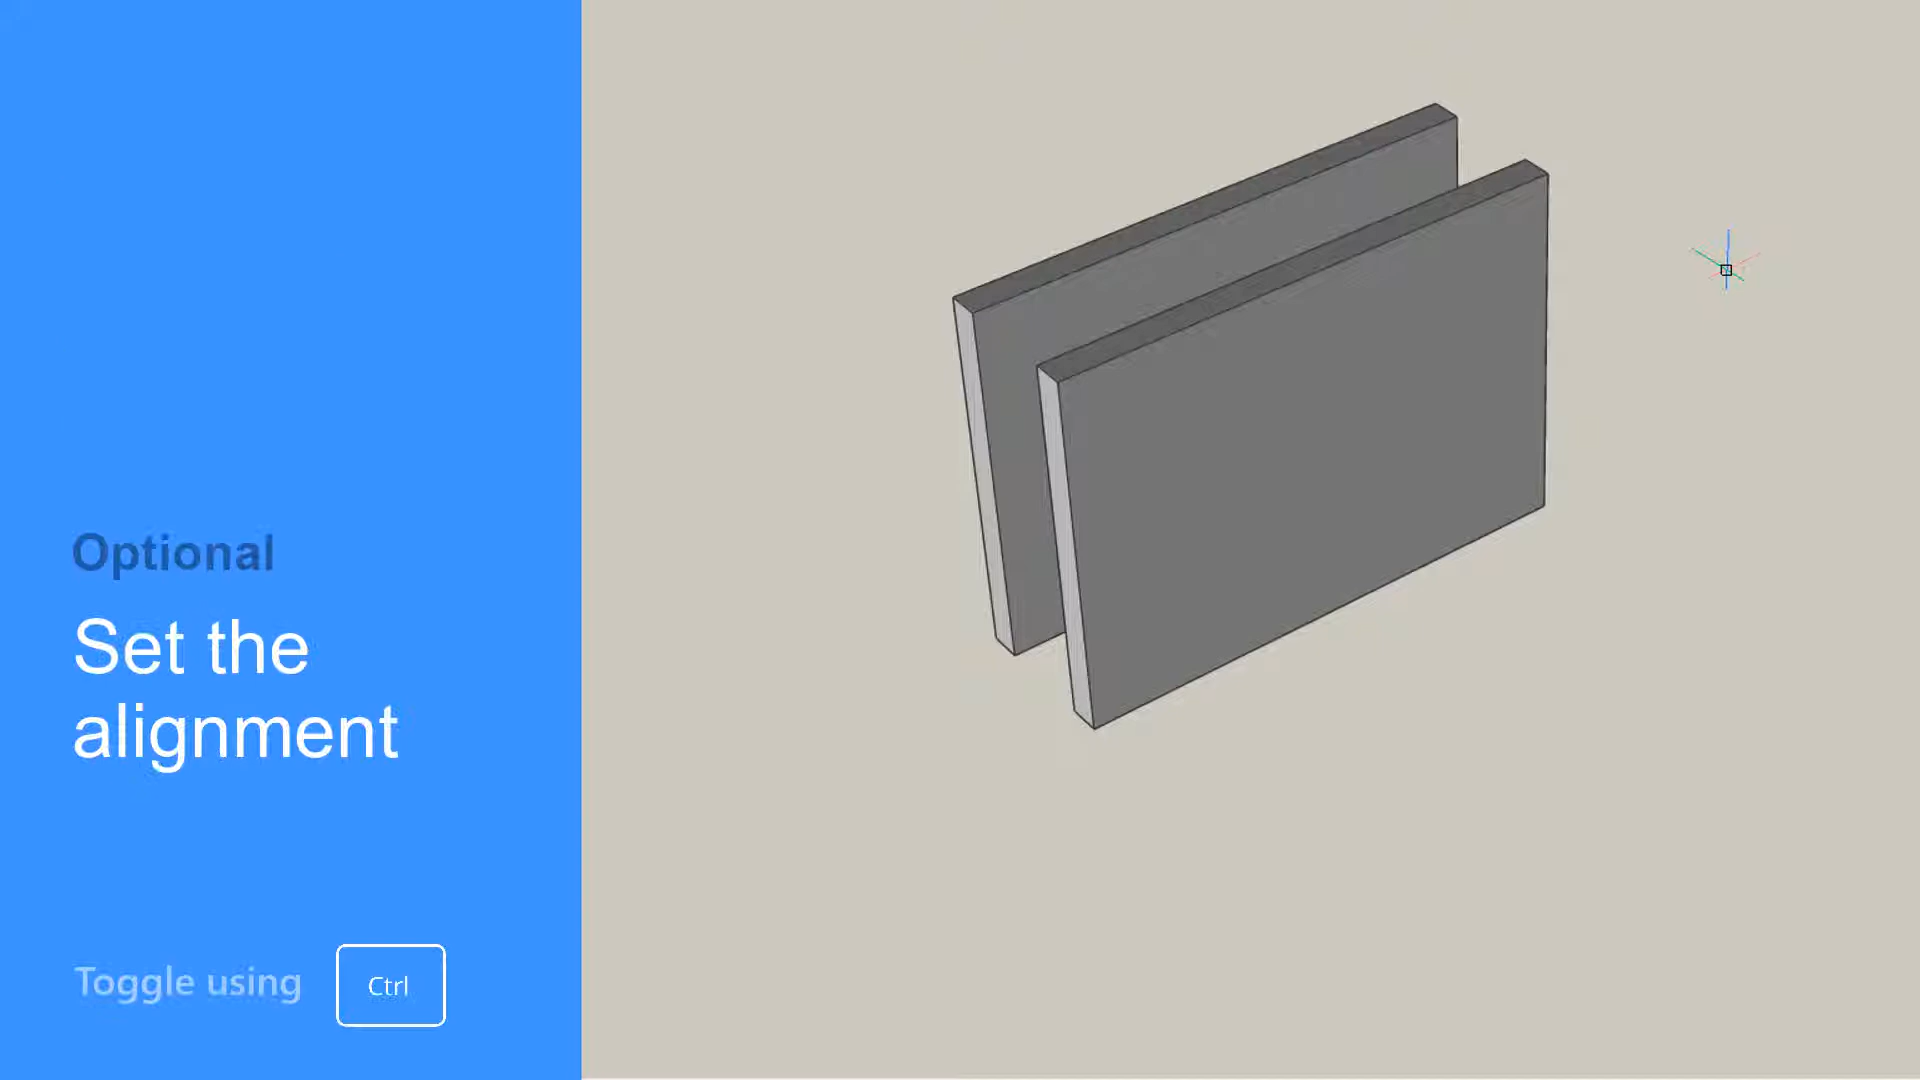 Optional
Set the
alignment
Toggle using Ctrl